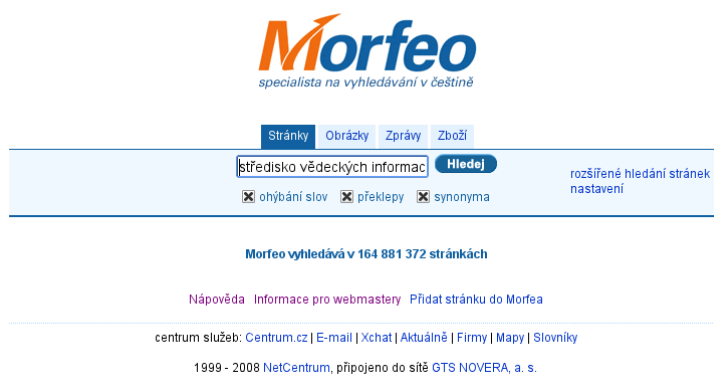 Morfeo
specialista na vyhledávání v češtině
Stránky Obrázky Zprávy Zboží
středisko vědeckých informac Hledej
rozšířené hledání stránek
nastavení
ohýbání slov překlepy synonyma
Morfeo vyhledává v 164 881 372 stránkách
Nápověda Informace pro webmastery Přidat stránku do Morfea
centrum služeb: Centrum.cz | E-mail | Xchat | Aktuálně | Firmy | Mapy | Slovníky
1999 - 2008 NetCentrum, připojeno do sítě GTS NOVERA, a. s.